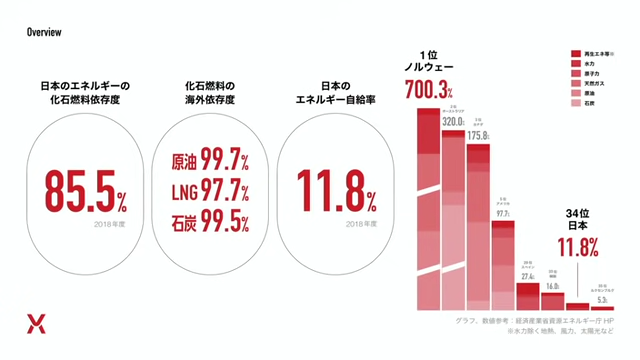 Overview
日本のエネルギーの
化石燃料依存度
85.5%
2018年度
化石燃料の
海外依存度
原油 99.7%
LNG 97.7%
石炭 99.5%
日本の
エネルギー自給率
11.8%
2018年度
1位
ノルウェー
700.3%
320.0%
175.8%
97.7%
27.4%
16.0%
34位
日本
11.8%
5.3%
再生エネ等※
水力
原子力
天然ガス
原油
石炭
グラフ、数値参考：経済産業省資源エネルギー庁 HP
※水力除く地熱、風力、太陽光など